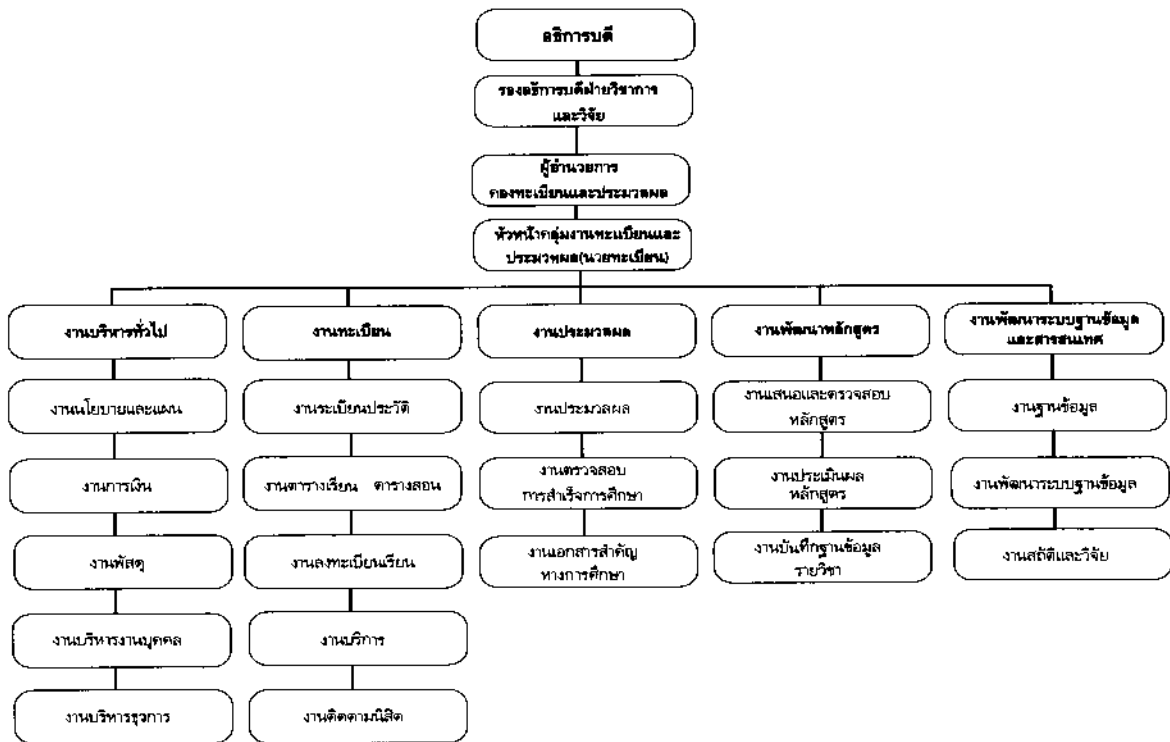 อธิการบดี
รองอธิการบดีฝ่ายวิชาการ
และวิจัย
ผู้อำนวยการ
กองทะเบียนและประมวลผล
หัวหน้ากลุ่มงานทะเบียนและ
ประมวลผล(นายทะเบียน)
งานบริหารทั่วไป
งานนโยบายและแผน
งานการเงิน
งานพัสดุ
งานบริหารงานบุคคล
งานบริหารธุรการ
งานทะเบียน
งานระเบียนประวัติ
งานตารางเรียน ตารางสอน
งานลงทะเบียนเรียน
งานบริการ
งานติดตามนิสิต
งานประมวลผล
งานประมวลผล
งานตรวจสอบ
การสำเร็จการศึกษา
งานเอกสารสำคัญ
ทางการศึกษา
งานพัฒนาหลักสูตร
งานเสนอและตรวจสอบ
หลักสูตร
งานประเมินผล
หลักสูตร
งานบันทึกฐานข้อมูล
รายวิชา
งานพัฒนาระบบฐานข้อมูล
และสารสนเทศ
งานฐานข้อมูล
งานพัฒนาระบบฐานข้อมูล
งานสถิติและวิจัย